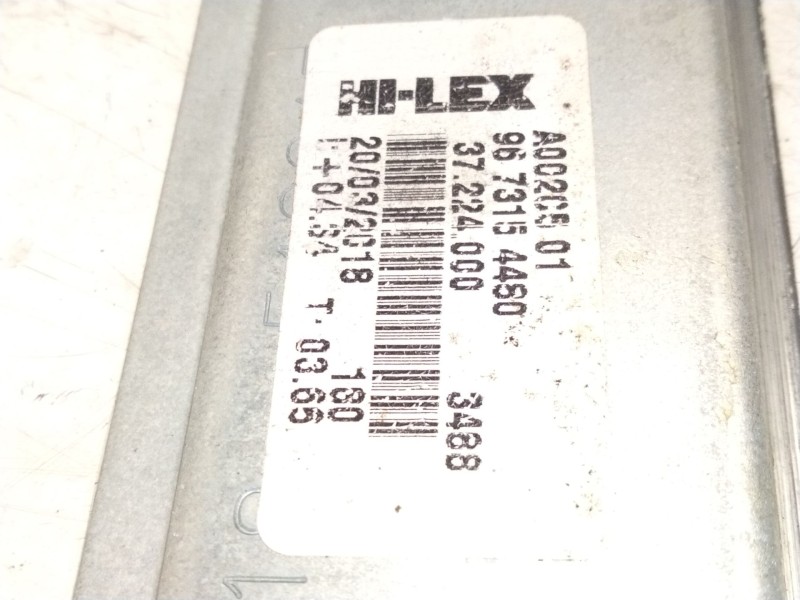 HI-LEX
A00205 01
96 7315 4480
37.224.000 3488
20/03/2018 180
T 03.65